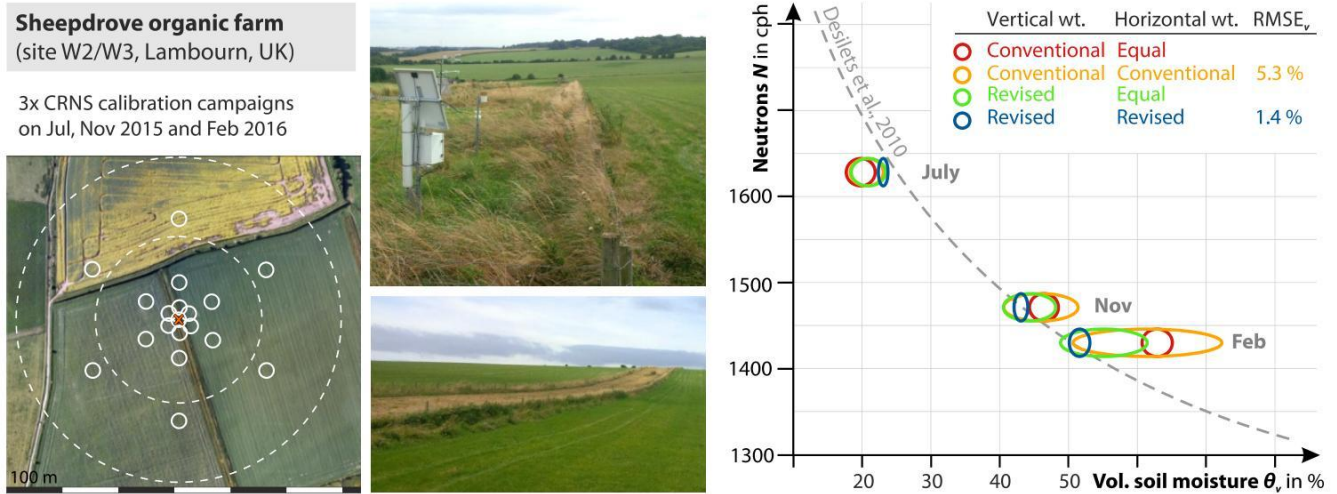 Sheepdrove organic farm
(site W2/W3, Lambourn, UK)
3x CRNS calibration campaigns
on Jul, Nov 2015 and Feb 2016
100 m
Neutrons N in cph
1600
1500
1400
1300
Desilets et al., 2010
Vertical wt. Horizontal wt. RMSEᵥ
Conventional Equal
Conventional Conventional 5.3 %
Revised Equal
Revised Revised 1.4 %
July
Nov
Feb
20 30 40 50 Vol. soil moisture θᵥ in %